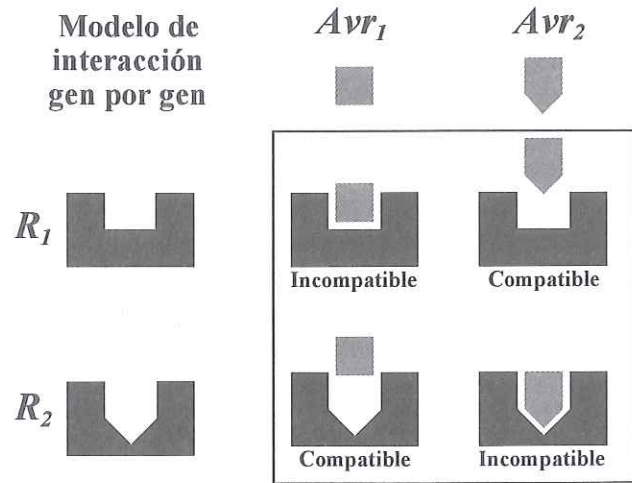 Modelo de
interacción
gen por gen
Avr₁
Avr₂
R₁
Incompatible
Compatible
R₂
Compatible
Incompatible